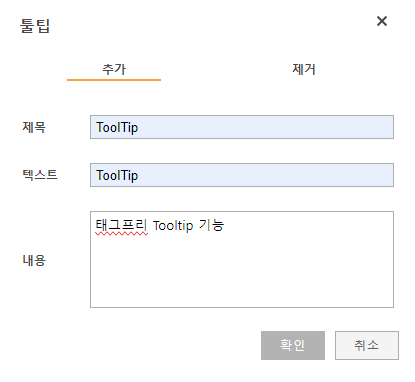 툴팁
추가 제거
제목 ToolTip
텍스트 ToolTip
내용 태그프리 Tooltip 기능
확인 취소